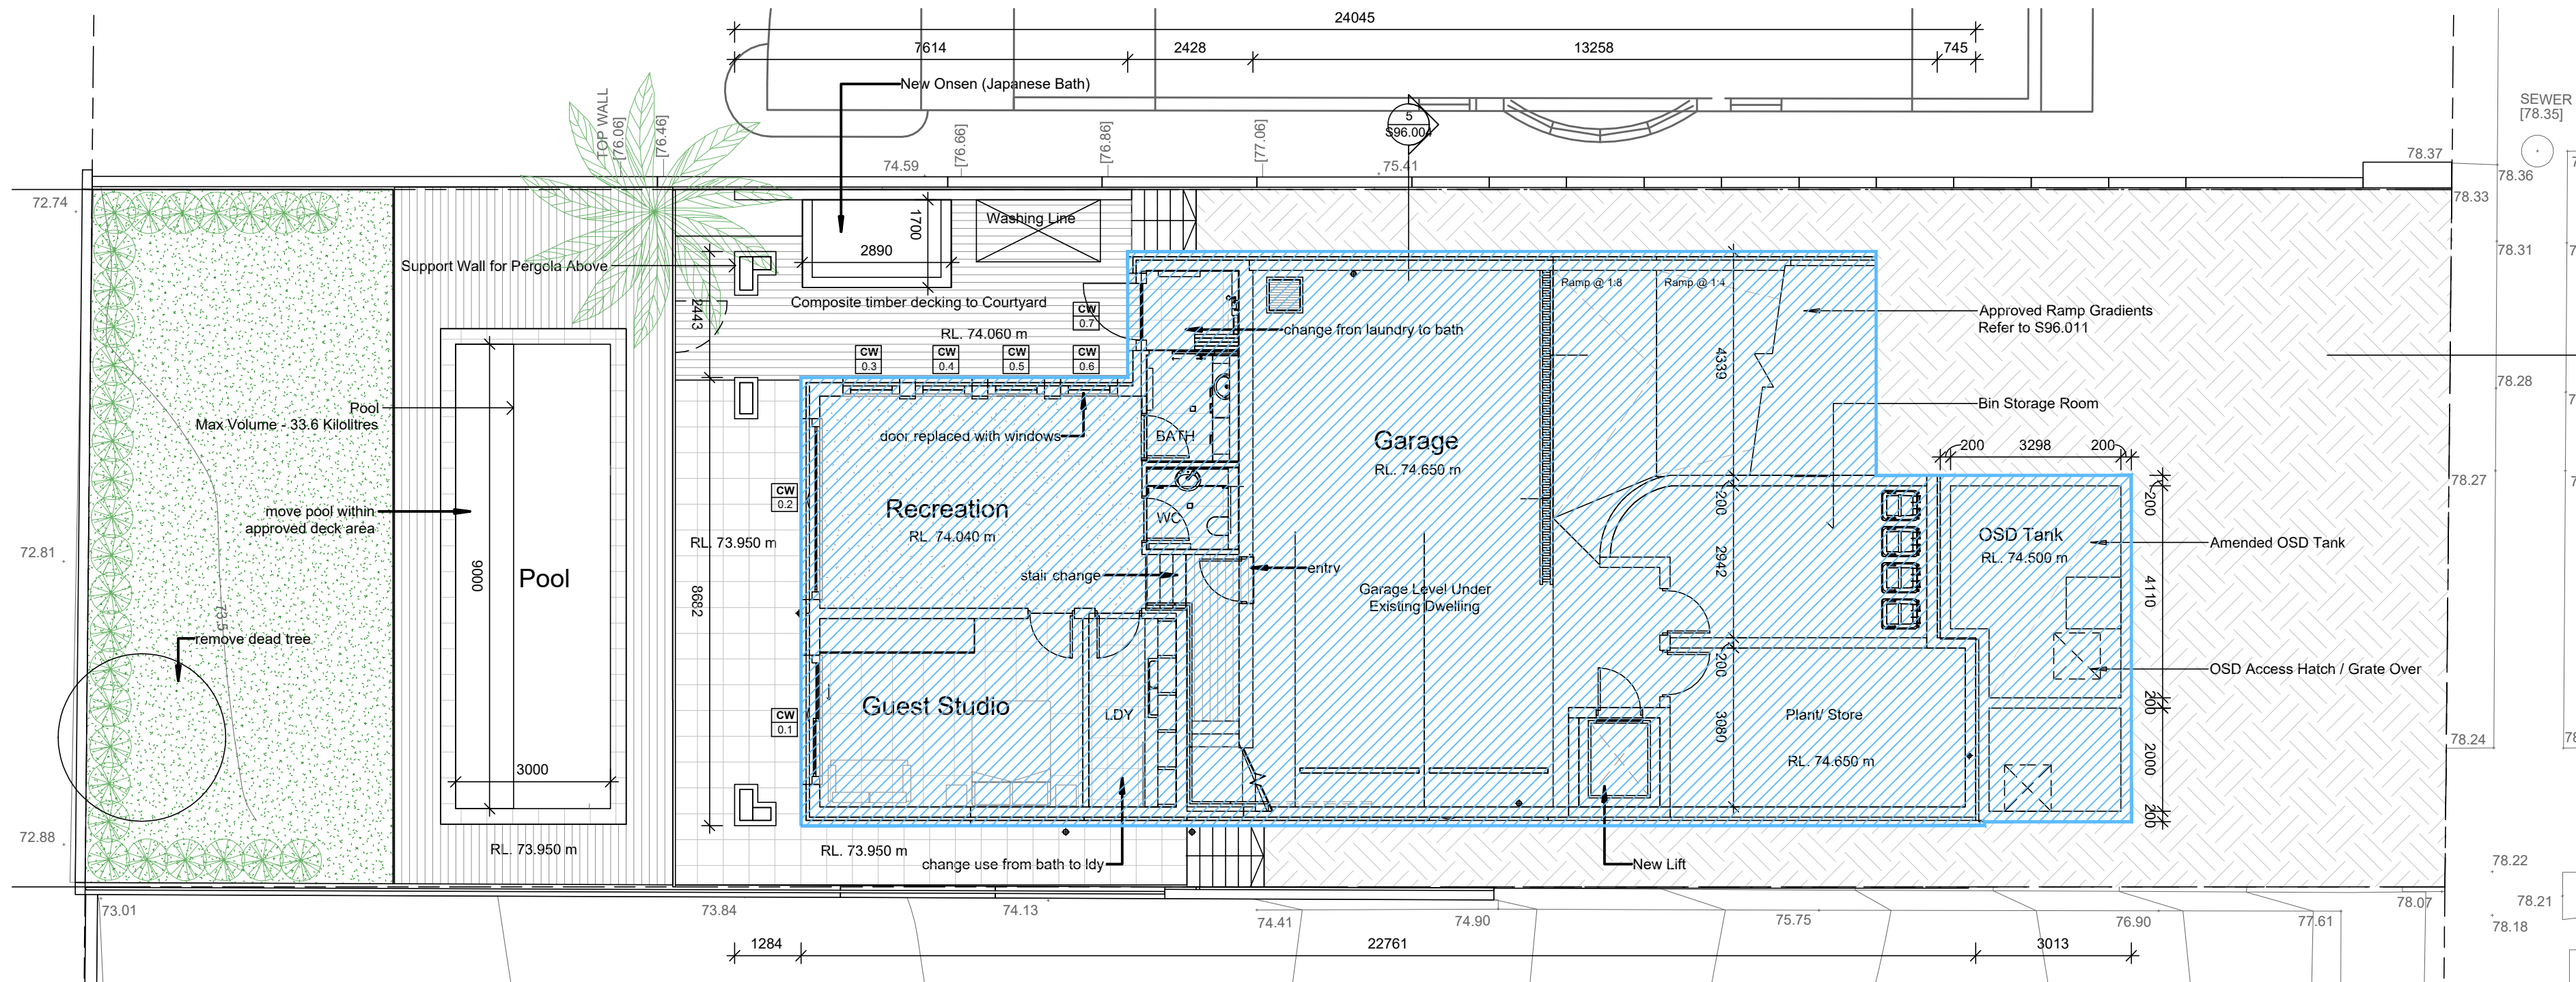 24045
7614
2428
13258
745
New Onsen (Japanese Bath)
5
S96.004
SEWER
[78.35]
TOP WALL
[76.06]
[76.46]
74.59
[76.66]
[76.86]
[77.06]
75.41
78.37
78.36
78.33
72.74
1700
Washing Line
2890
Support Wall for Pergola Above
78.31
Ramp @ 1:8
Ramp @ 1:4
Composite timber decking to Courtyard
2443
CW
0.7
change fron laundry to bath
Approved Ramp Gradients
Refer to S96.011
RL. 74.060 m
CW
0.3
CW
0.4
CW
0.5
CW
0.6
4339
78.28
Pool
Max Volume - 33.6 Kilolitres
Bin Storage Room
door replaced with windows
BATH
Garage
RL. 74.650 m
200
3298
200
78.27
CW
0.2
Recreation
RL. 74.040 m
WC
200
200
move pool within
approved deck area
RL. 73.950 m
OSD Tank
RL. 74.500 m
Amended OSD Tank
72.81
2942
9000
Pool
stair change
entry
Garage Level Under
Existing Dwelling
4110
8682
73.5
remove dead tree
200
OSD Access Hatch / Grate Over
Guest Studio
LDY
CW
0.1
200
Plant/ Store
3080
78.24
RL. 74.650 m
2000
3000
200
72.88
RL. 73.950 m
RL. 73.950 m
change use from bath to ldy
New Lift
78.22
73.01
73.84
74.13
74.41
74.90
75.75
76.90
77.61
78.07
78.21
78.18
1284
22761
3013